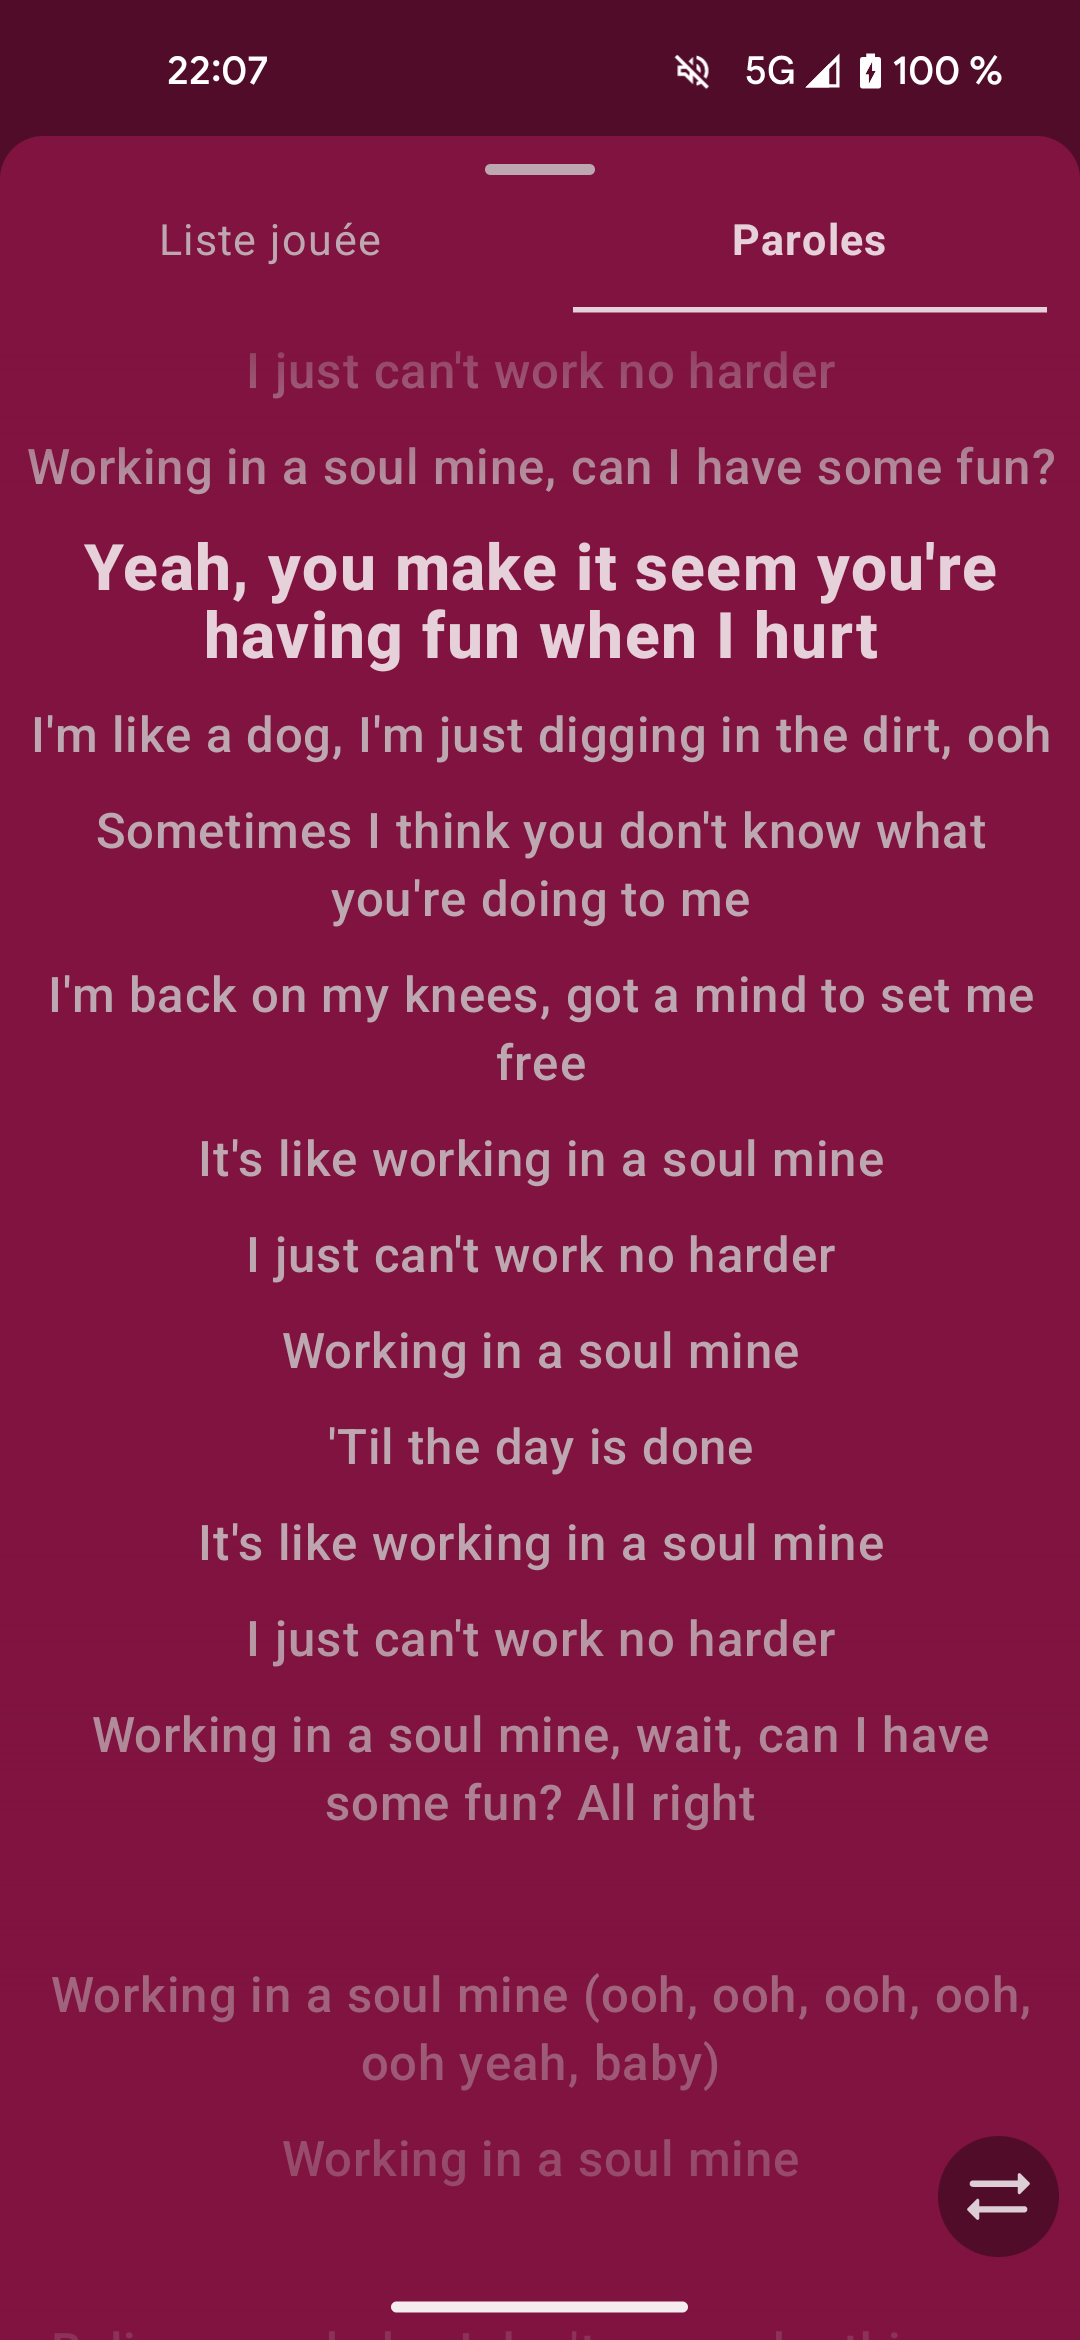 22:07 5G 100 %
Liste jouée Paroles
I just can't work no harder
Working in a soul mine, can I have some fun?
Yeah, you make it seem you're
having fun when I hurt
I'm like a dog, I'm just digging in the dirt, ooh
Sometimes I think you don't know what
you're doing to me
I'm back on my knees, got a mind to set me
free
It's like working in a soul mine
I just can't work no harder
Working in a soul mine
'Til the day is done
It's like working in a soul mine
I just can't work no harder
Working in a soul mine, wait, can I have
some fun? All right
Working in a soul mine (ooh, ooh, ooh, ooh,
ooh yeah, baby)
Working in a soul mine